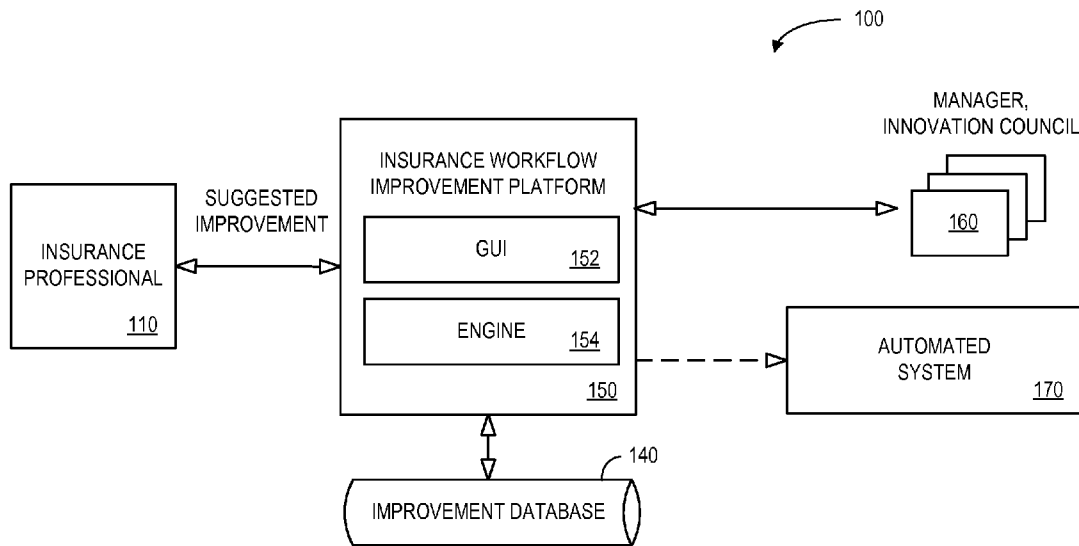 100
MANAGER,
INNOVATION COUNCIL
160
INSURANCE WORKFLOW
IMPROVEMENT PLATFORM
GUI 152
ENGINE 154
150
SUGGESTED
IMPROVEMENT
INSURANCE
PROFESSIONAL
110
AUTOMATED
SYSTEM
170
140
IMPROVEMENT DATABASE